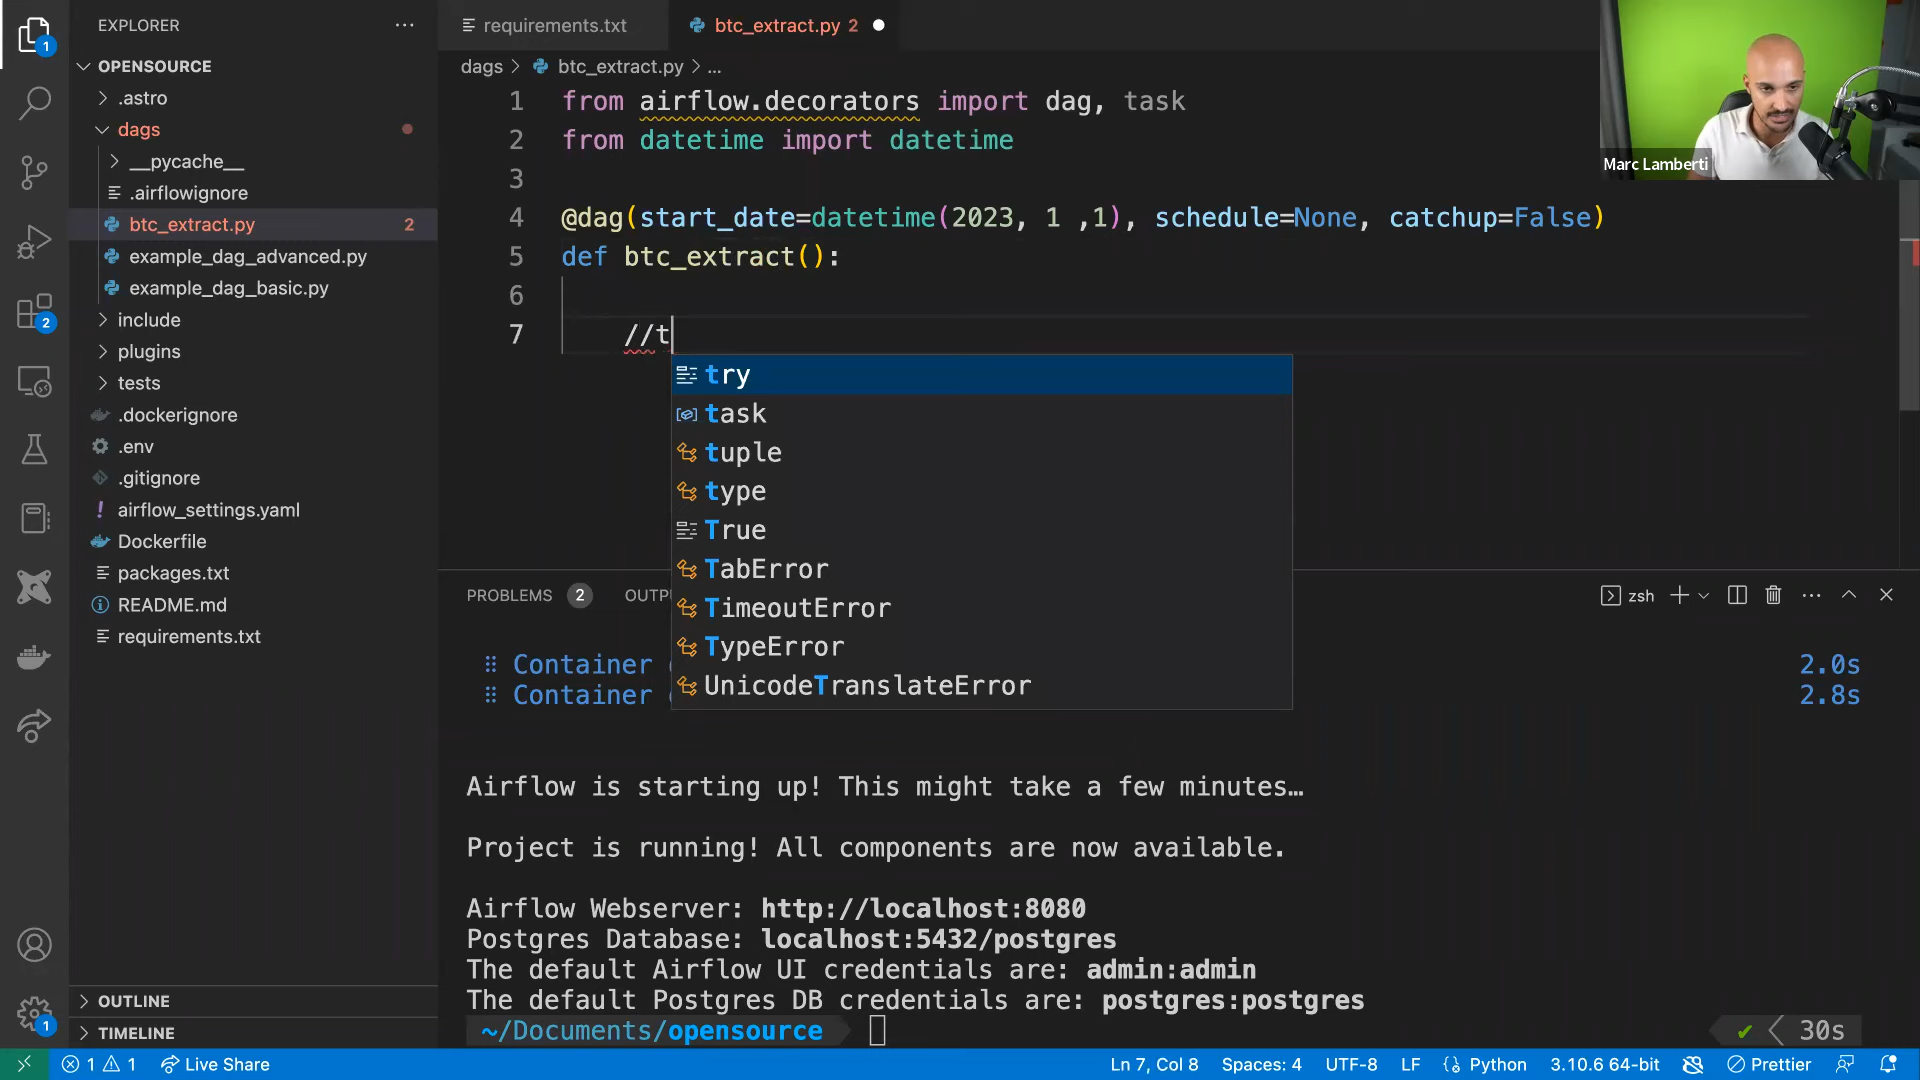 EXPLORER
requirements.txt
btc_extract.py 2
1
OPENSOURCE
dags > btc_extract.py > ...
.astro
dags
__pycache__
.airflowignore
btc_extract.py 2
example_dag_advanced.py
example_dag_basic.py
include
plugins
tests
.dockerignore
.env
.gitignore
airflow_settings.yaml
Dockerfile
packages.txt
README.md
requirements.txt
2
OUTLINE
TIMELINE
1
1 from airflow.decorators import dag, task
2 from datetime import datetime
3
4 @dag(start_date=datetime(2023, 1 ,1), schedule=None, catchup=False)
5 def btc_extract():
6
7 //t
try
task
tuple
type
True
TabError
TimeoutError
TypeError
UnicodeTranslateError
Marc Lamberti
PROBLEMS 2 OUTP
zsh
Container 2.0s
Container 2.8s
Airflow is starting up! This might take a few minutes…
Project is running! All components are now available.
Airflow Webserver: http://localhost:8080
Postgres Database: localhost:5432/postgres
The default Airflow UI credentials are: admin:admin
The default Postgres DB credentials are: postgres:postgres
~/Documents/opensource
✔ 30s
1 1 Live Share
Ln 7, Col 8 Spaces: 4 UTF-8 LF Python 3.10.6 64-bit Prettier